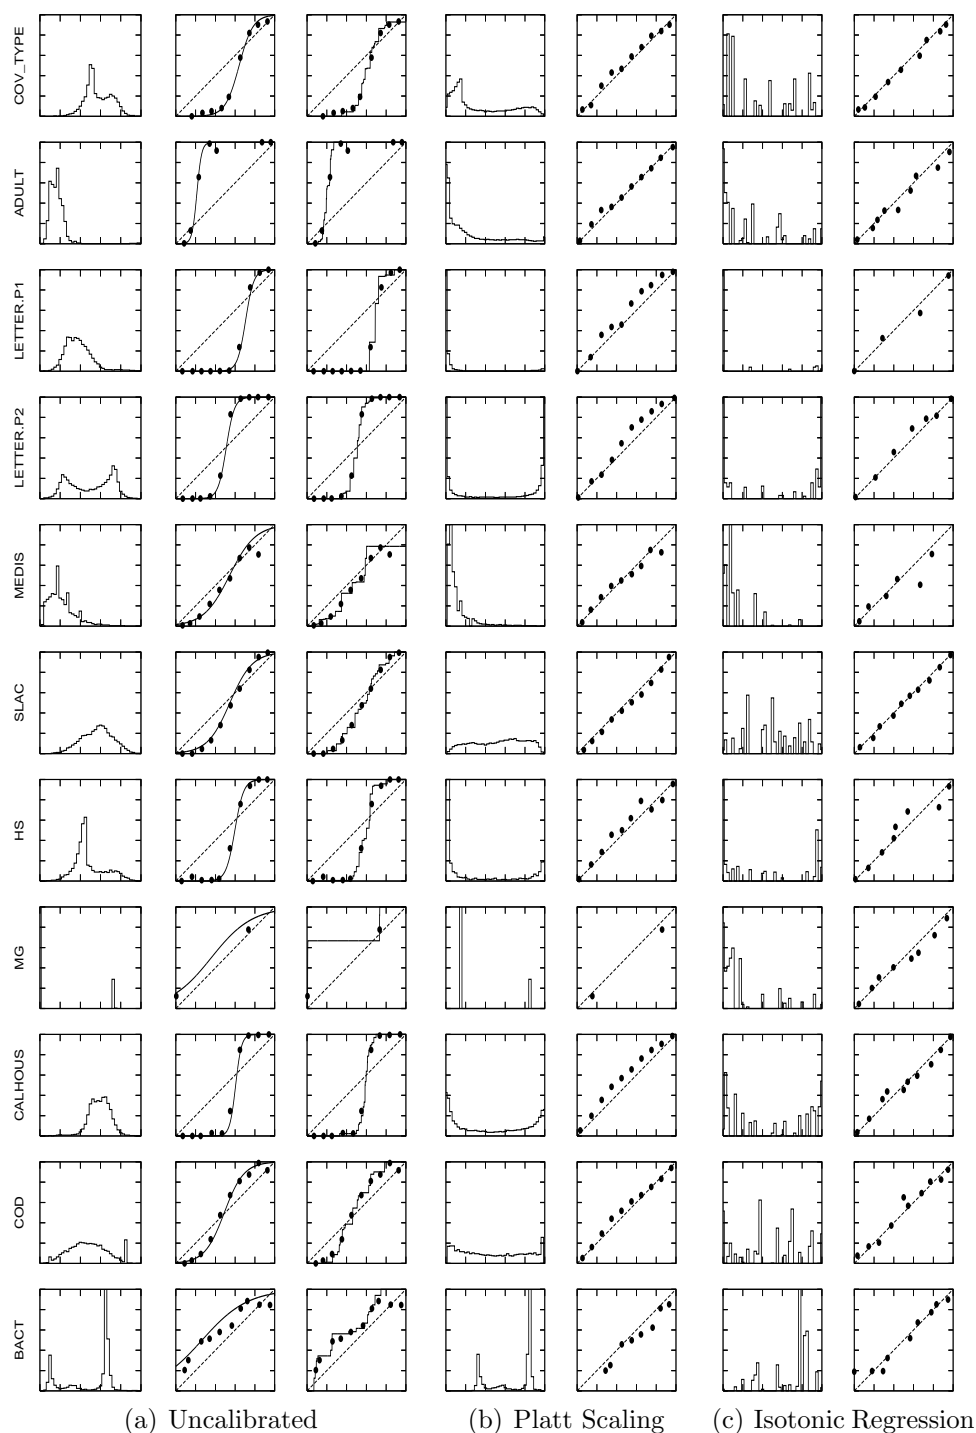 COV_TYPE
ADULT
LETTER.P1
LETTER.P2
MEDIS
SLAC
HS
MG
CALHOUS
COD
BACT
(a) Uncalibrated
(b) Platt Scaling
(c) Isotonic Regression